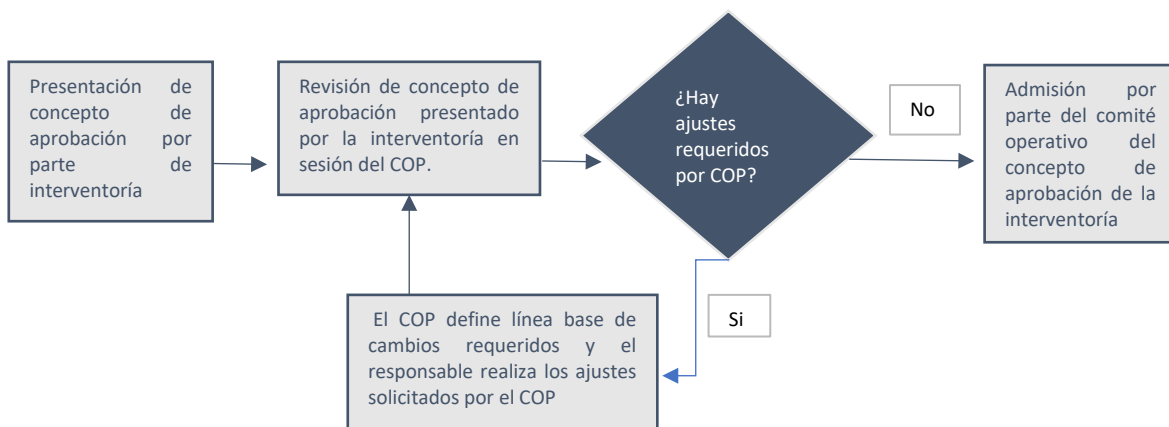 Presentación de
concepto de
aprobación por
parte de
interventoría
Revisión de concepto de
aprobación presentado
por la interventoría en
sesión del COP.
¿Hay
ajustes
requeridos
por COP?
No
Admisión por
parte del comité
operativo del
concepto de
aprobación de la
interventoría
Si
El COP define línea base de
cambios requeridos y el
responsable realiza los ajustes
solicitados por el COP